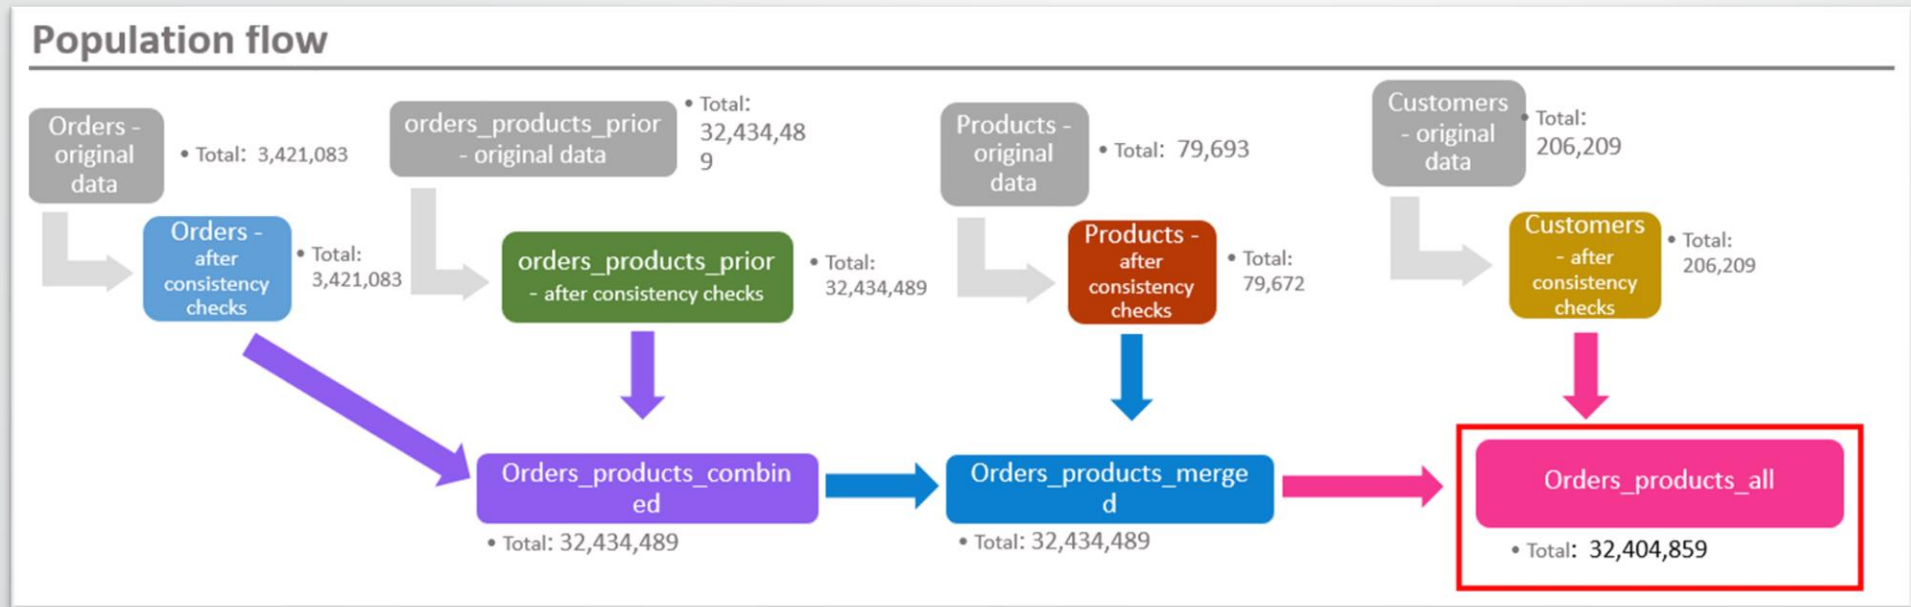 Population flow
Orders -
original
data
• Total: 3,421,083
orders_products_prior
- original data
• Total:
32,434,48
9
Products -
original
data
• Total: 79,693
Customers
- original
data
• Total:
206,209
Orders -
after
consistency
checks
• Total:
3,421,083
orders_products_prior
- after consistency checks
• Total:
32,434,489
Products -
after
consistency
checks
• Total:
79,672
Customers
- after
consistency
checks
• Total:
206,209
Orders_products_combin
ed
• Total: 32,434,489
Orders_products_merge
d
• Total: 32,434,489
Orders_products_all
• Total: 32,404,859